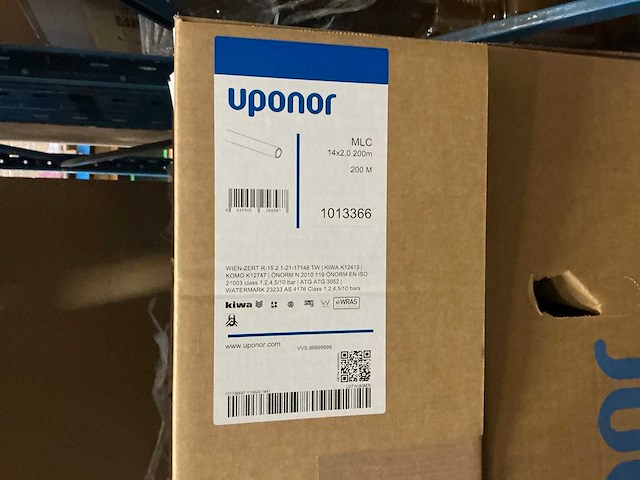 uponor
MLC
14x2.0 200m
200 M
1013366
WIEN-ZERT R-15.2.1-21-17148 TW | KIWA K12413 |
KOMO K12747 | ÖNORM N 2010 119 ÖNORM EN ISO
21003 class 1,2,4,5/10 bar | ATG ATG 3052 |
WATERMARK 23233 AS 4176 Class 1,2,4,5/10 bars
kiwa WRAS
www.uponor.com
VVS 99999999